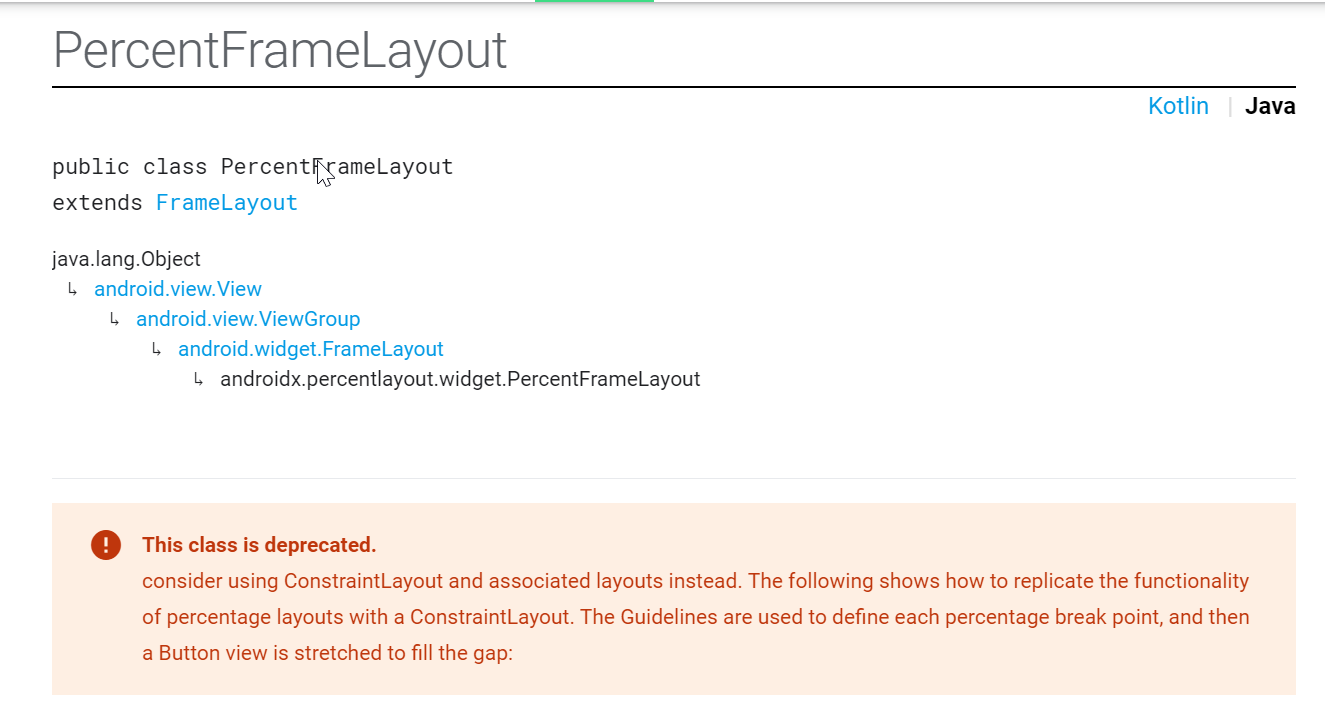 PercentFrameLayout
Kotlin | Java
public class PercentFrameLayout
extends FrameLayout
java.lang.Object
↳ android.view.View
↳ android.view.ViewGroup
↳ android.widget.FrameLayout
↳ androidx.percentlayout.widget.PercentFrameLayout
This class is deprecated.
consider using ConstraintLayout and associated layouts instead. The following shows how to replicate the functionality
of percentage layouts with a ConstraintLayout. The Guidelines are used to define each percentage break point, and then
a Button view is stretched to fill the gap: